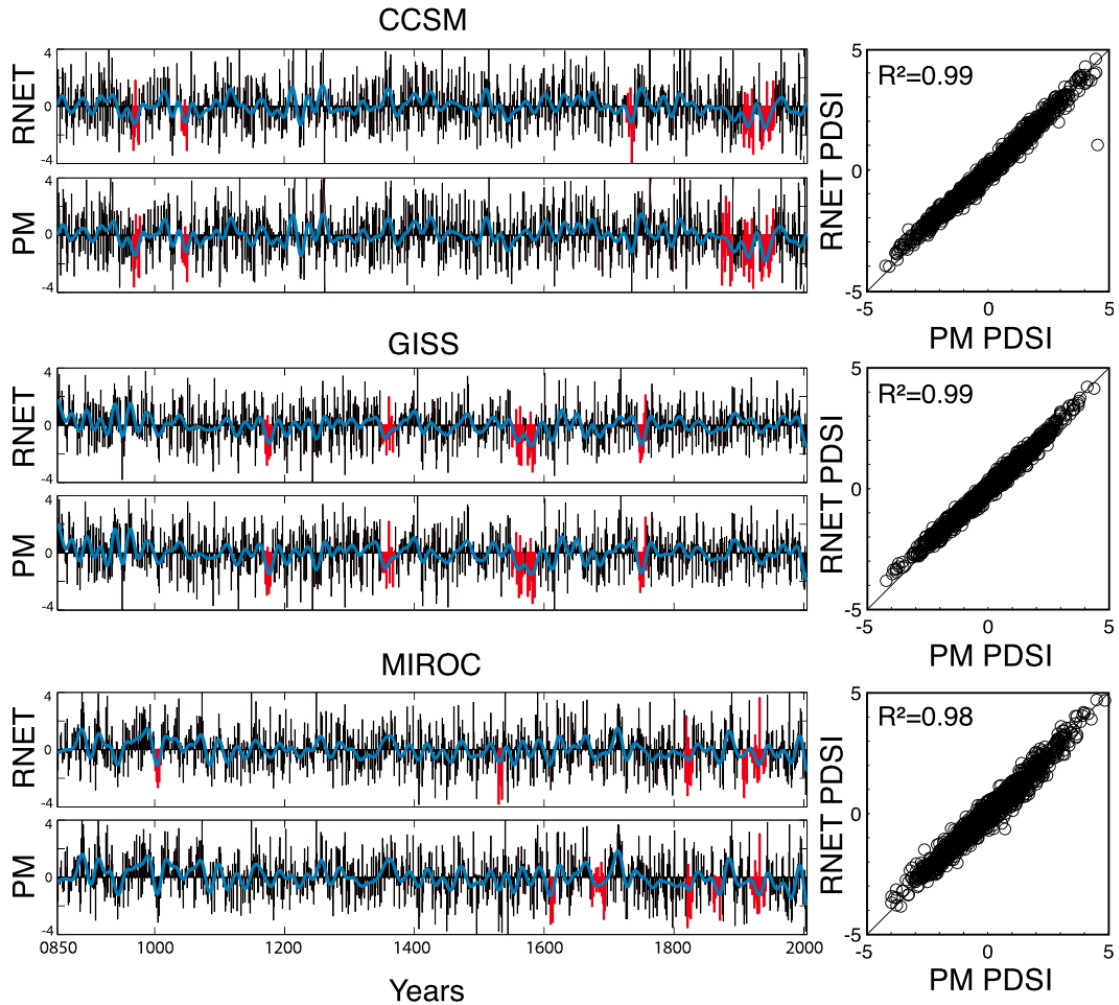 CCSM
RNET
4
0
-4
PM
4
0
-4
5
0
-5
RNET PDSI
R²=0.99
-5
0
5
PM PDSI
GISS
RNET
4
0
-4
PM
4
0
-4
5
0
-5
RNET PDSI
R²=0.99
-5
0
5
PM PDSI
MIROC
RNET
4
0
-4
PM
4
0
-4
0850
1000
1200
1400
1600
1800
2000
Years
5
0
-5
RNET PDSI
R²=0.98
-5
0
5
PM PDSI